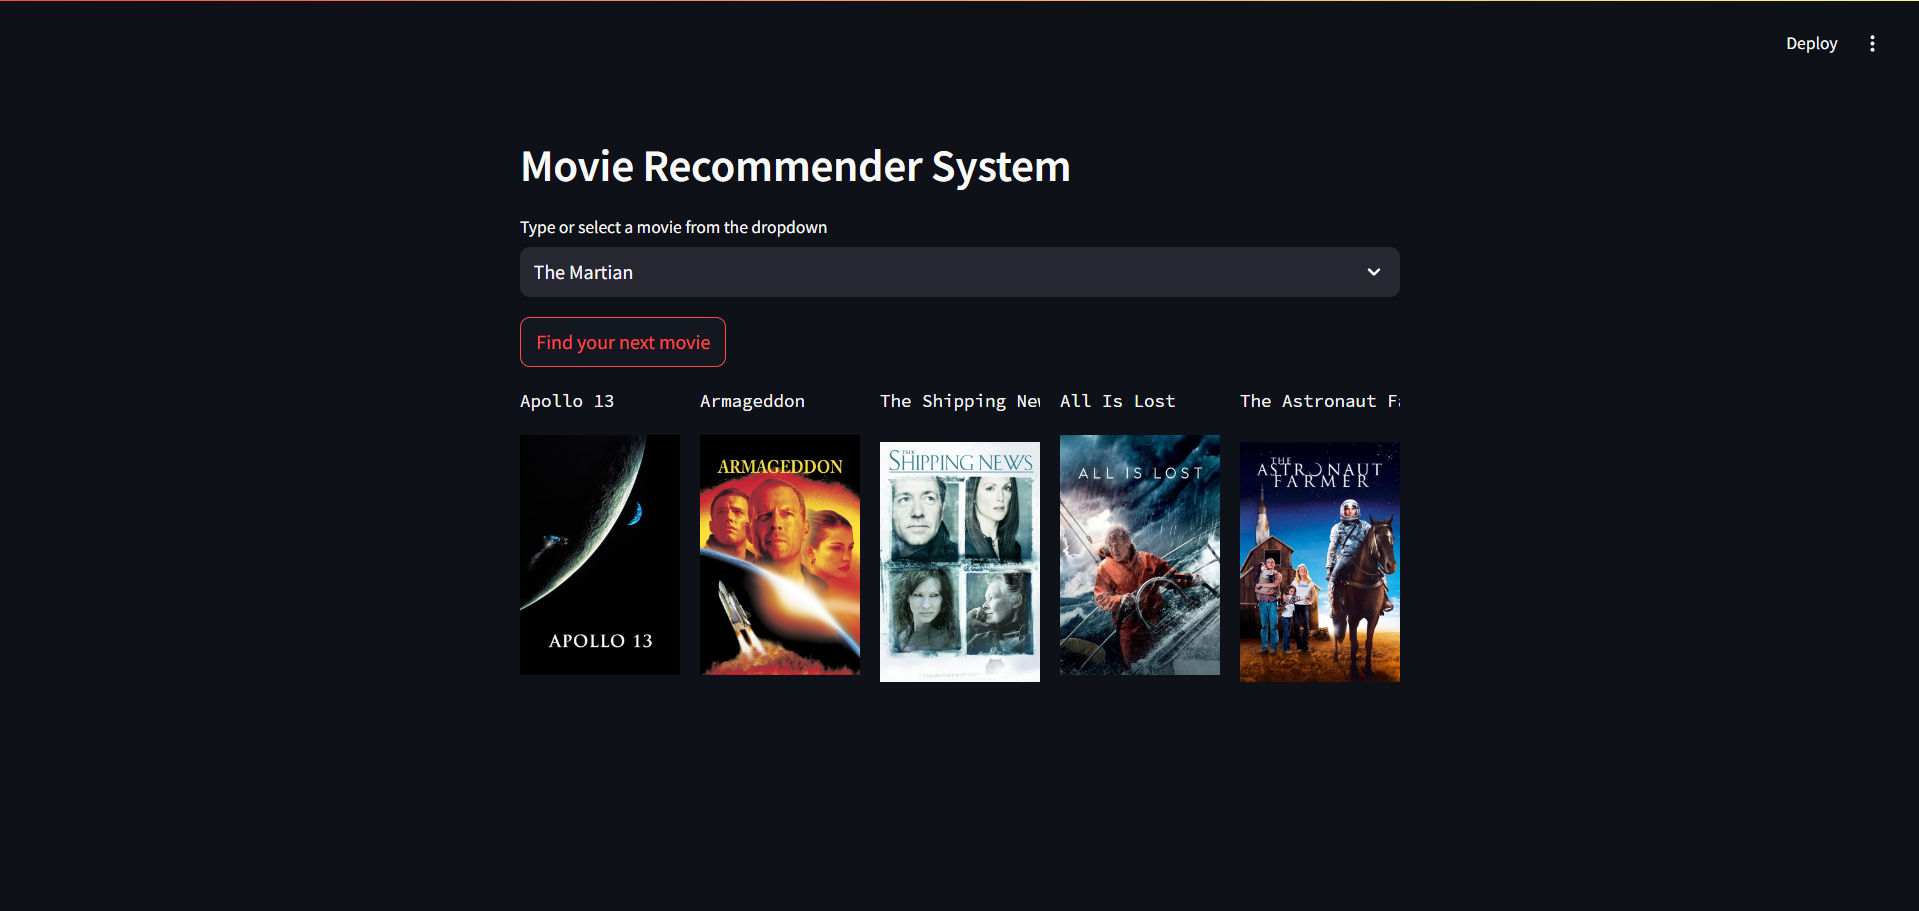 Deploy
Movie Recommender System
Type or select a movie from the dropdown
The Martian
Find your next movie
Apollo 13
Armageddon
The Shipping Nev
All Is Lost
The Astronaut Fa
APOLLO 13
ARMAGEDDON
THE
SHIPPING NEWS
ALL IS LOST
THE
ASTRONAUT
FARMER